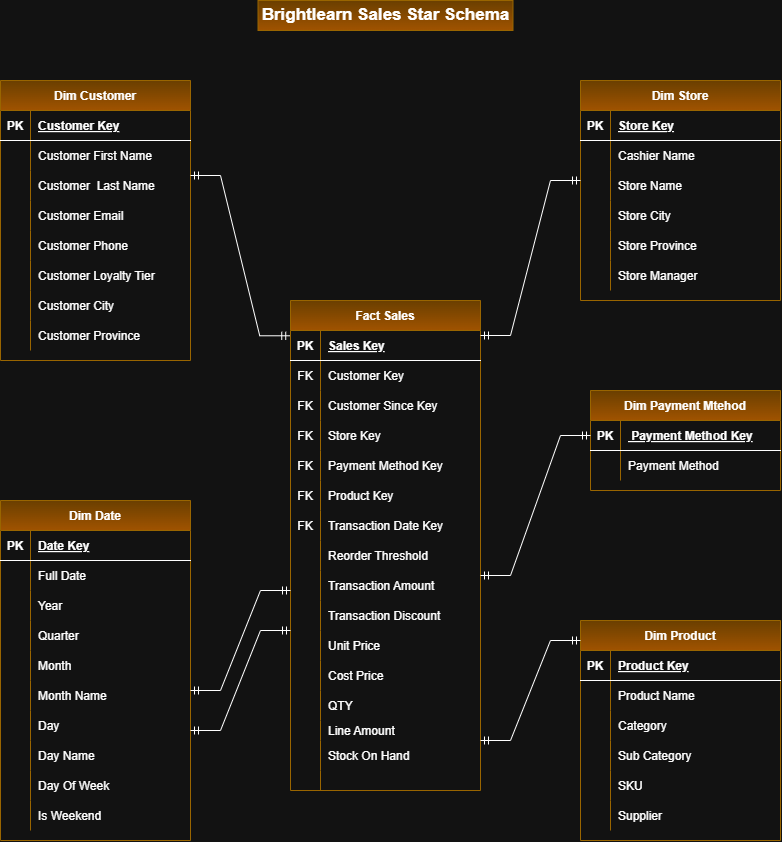 Brightlearn Sales Star Schema
Dim Customer
PK Customer Key
Customer First Name
Customer  Last Name
Customer Email
Customer Phone
Customer Loyalty Tier
Customer City
Customer Province
Dim Store
PK Store Key
Cashier Name
Store Name
Store City
Store Province
Store Manager
Fact Sales
PK Sales Key
FK Customer Key
FK Customer Since Key
FK Store Key
FK Payment Method Key
FK Product Key
FK Transaction Date Key
Reorder Threshold
Transaction Amount
Transaction Discount
Unit Price
Cost Price
QTY
Line Amount
Stock On Hand
Dim Payment Mtehod
PK Payment Method Key
Payment Method
Dim Date
PK Date Key
Full Date
Year
Quarter
Month
Month Name
Day
Day Name
Day Of Week
Is Weekend
Dim Product
PK Product Key
Product Name
Category
Sub Category
SKU
Supplier